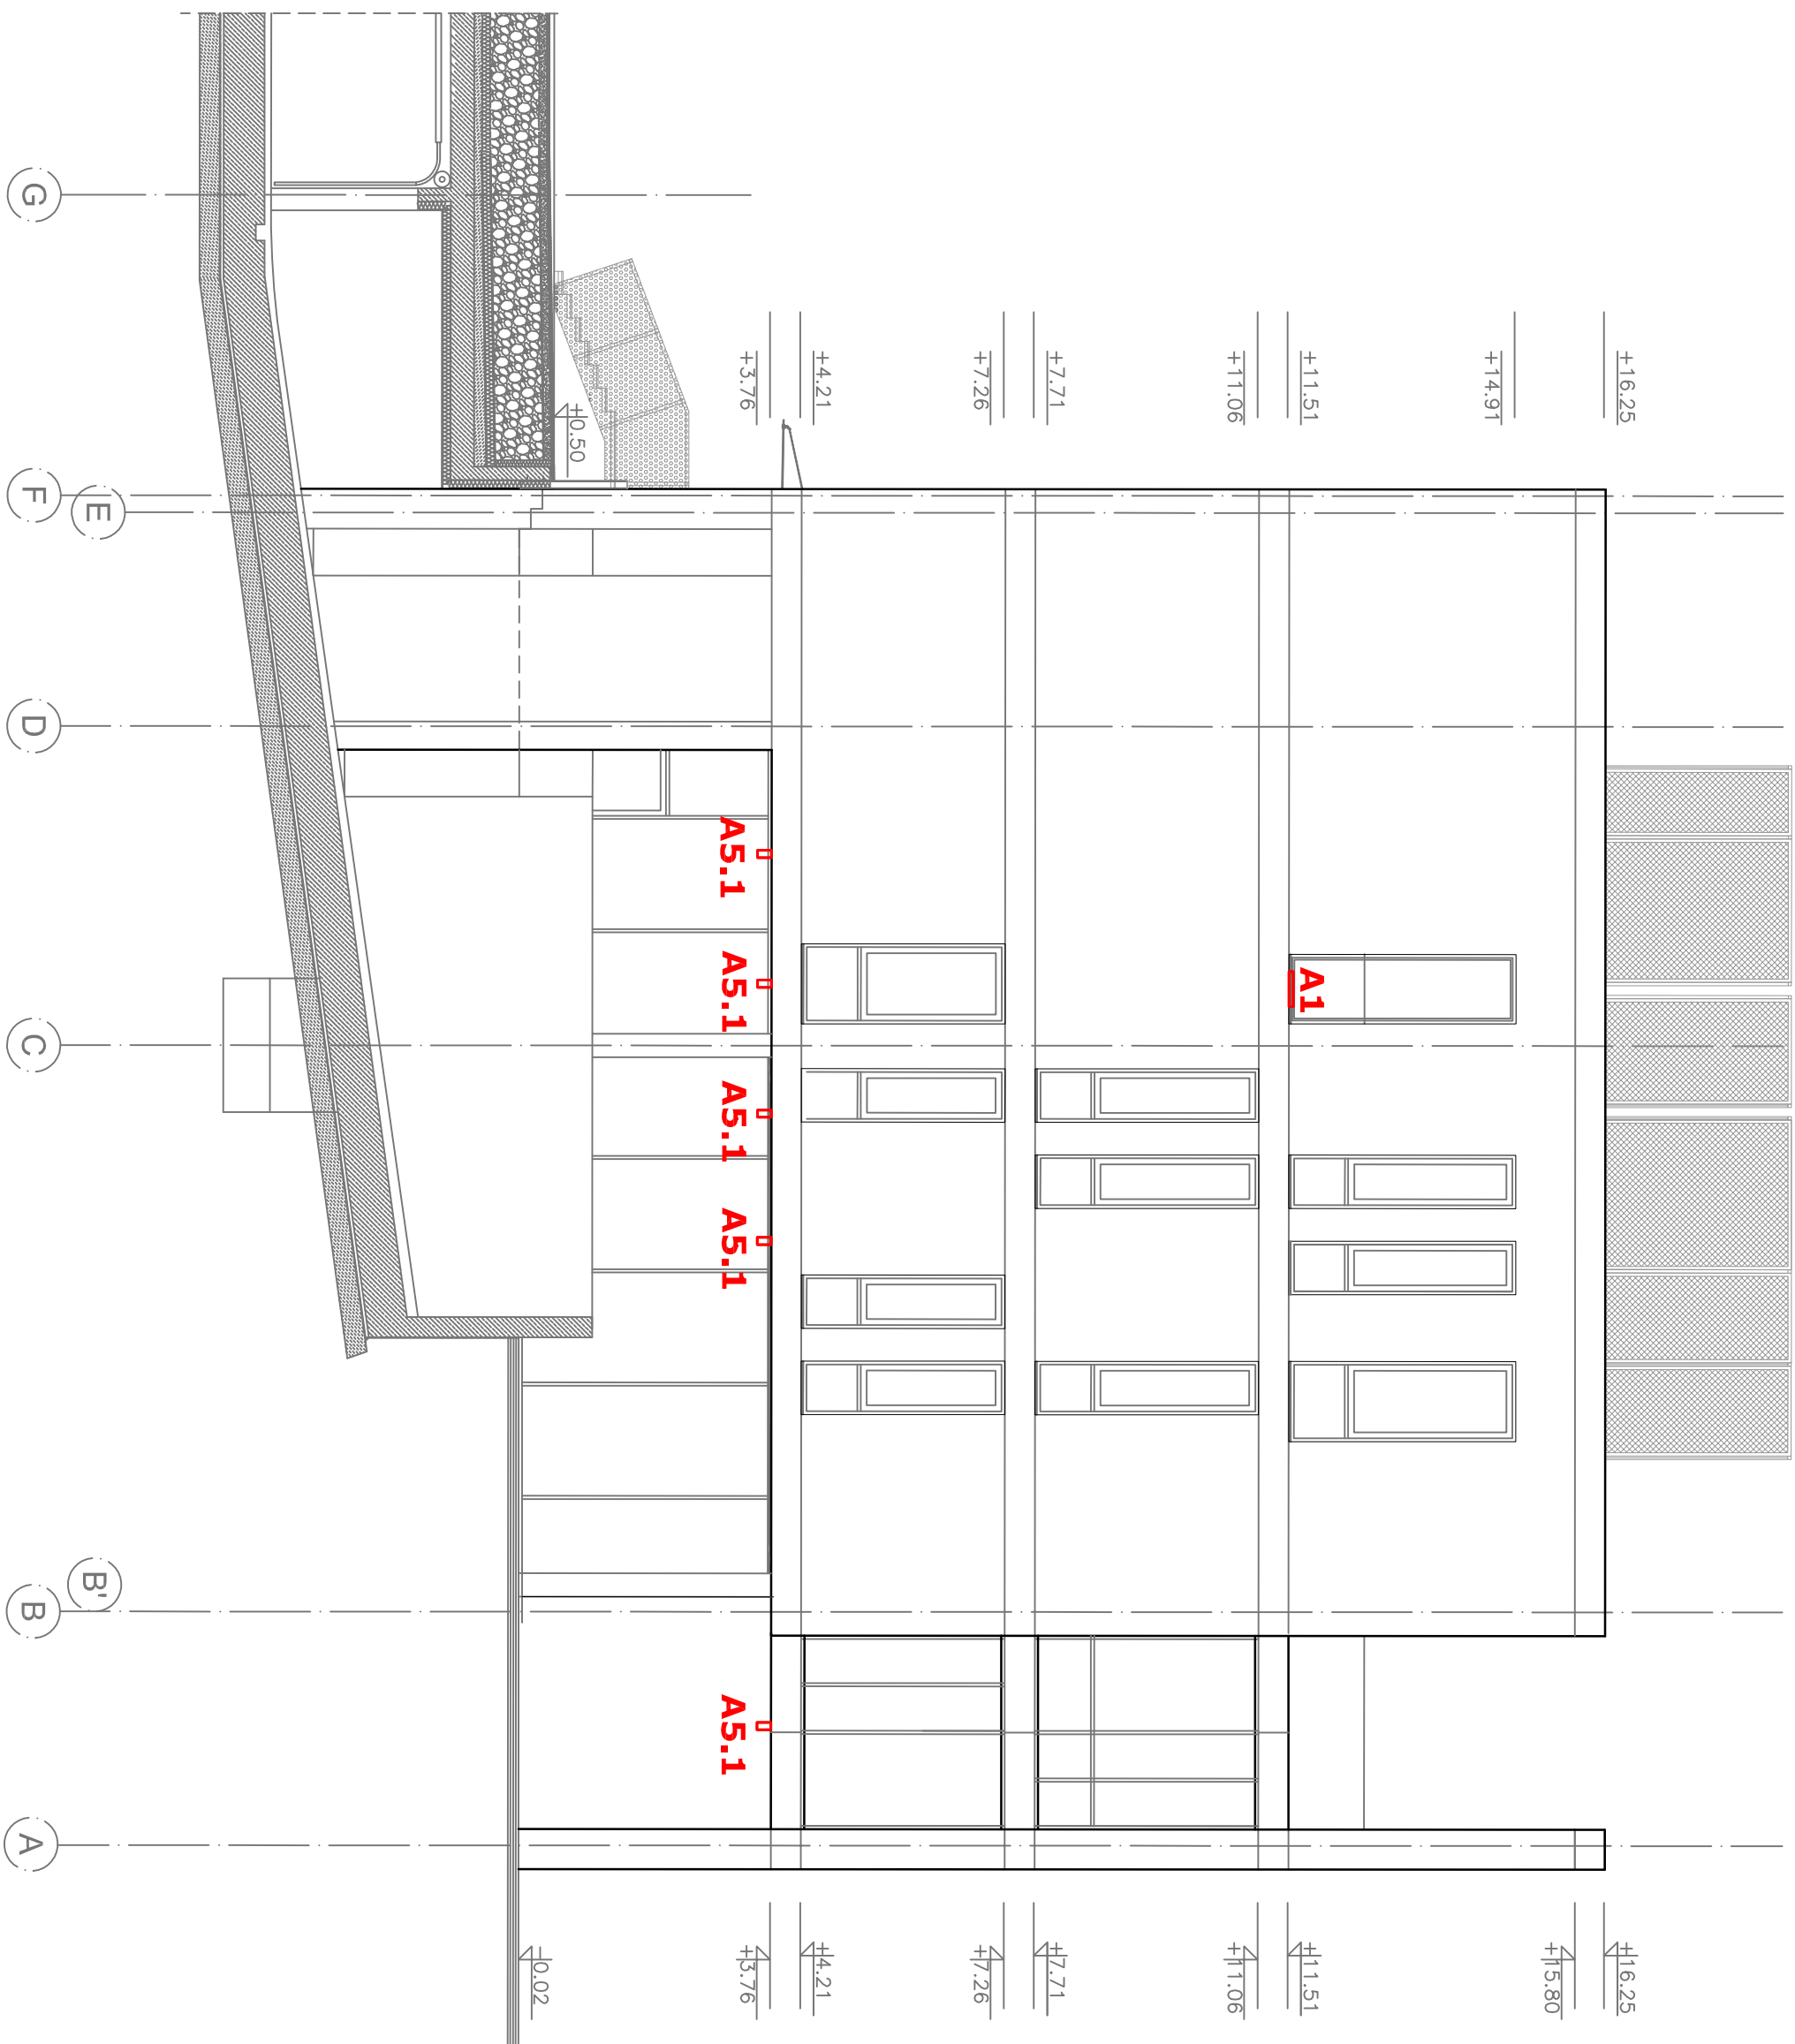 G
F
E
D
C
B'
B
A
+16.25
+14.91
+11.51
+11.06
+7.71
+7.26
+4.21
+3.76
+0.50
A1
A5.1
A5.1
A5.1
A5.1
A5.1
+16.25
+15.80
+11.51
+11.06
+7.71
+7.26
+4.21
+3.76
-0.02